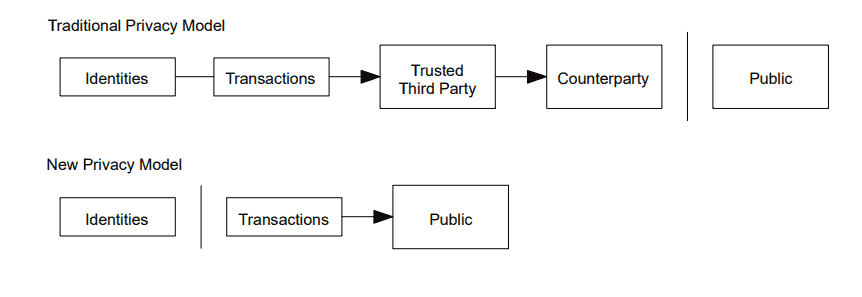 Traditional Privacy Model
Identities
Transactions
Trusted
Third Party
Counterparty
Public
New Privacy Model
Identities
Transactions
Public